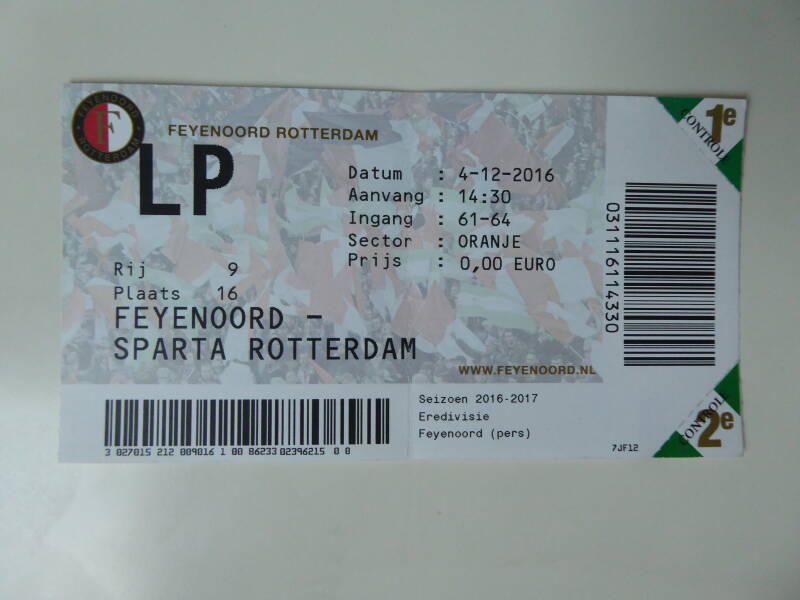 FEYENOORD
ROTTERDAM
F
FEYENOORD ROTTERDAM
LP
Datum : 4-12-2016
Aanvang : 14:30
Ingang : 61-64
Sector : ORANJE
Prijs : 0,00 EURO
Rij 9
Plaats 16
FEYENOORD -
SPARTA ROTTERDAM
WWW.FEYENOORD.NL
3 027015 212 009016 1 00 86233 02396215 0 0
Seizoen 2016-2017
Eredivisie
Feyenoord (pers)
7JF12
031116114330
1e
CONTROLE
2e
CONTROLE